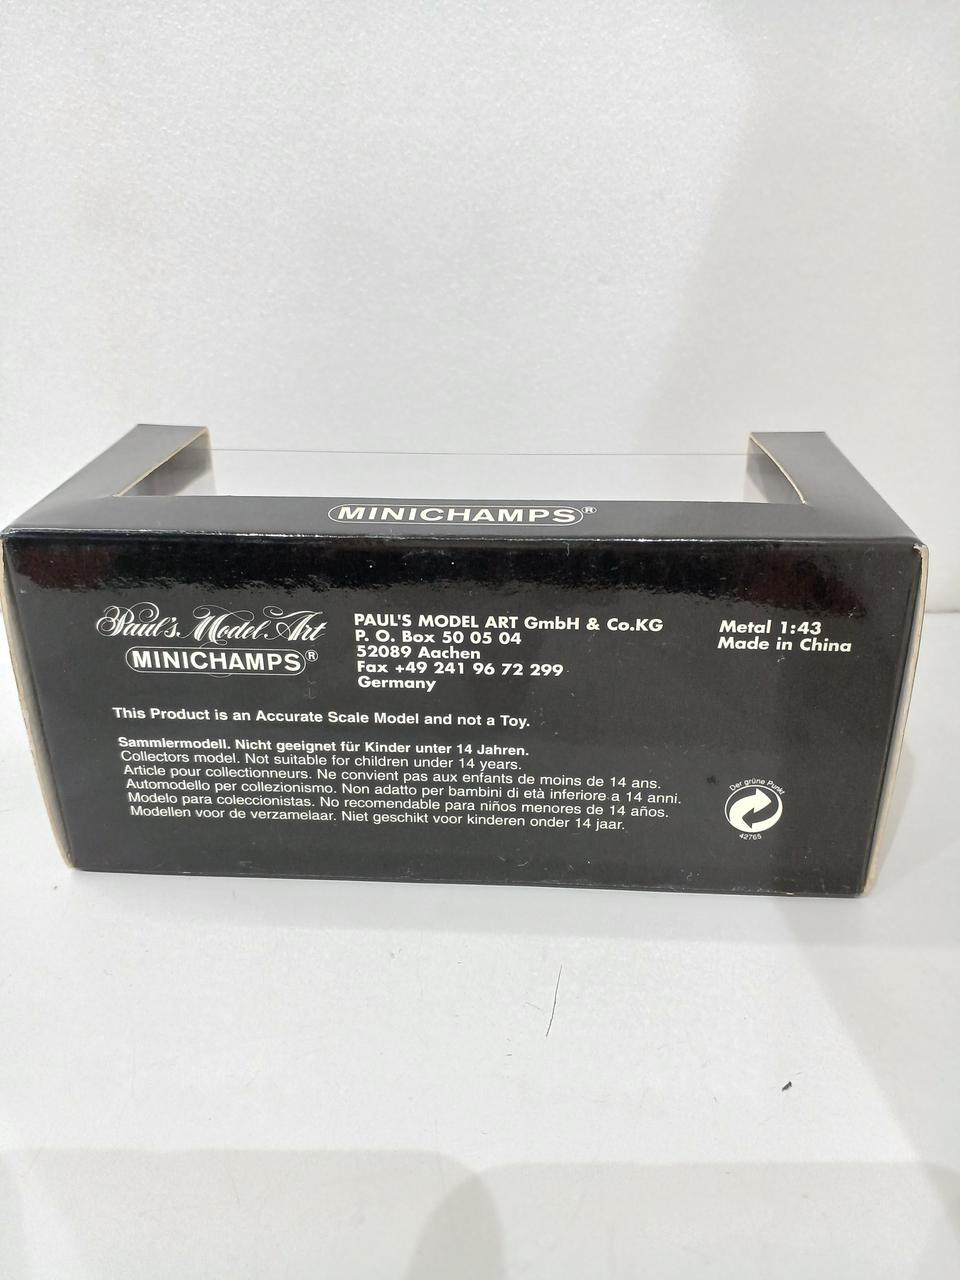 MINICHAMPS®
Paul's Model Art
MINICHAMPS®
PAUL'S MODEL ART GmbH & Co.KG
P. O. Box 50 05 04
52089 Aachen
Fax +49 241 96 72 299
Germany
Metal 1:43
Made in China
This Product is an Accurate Scale Model and not a Toy.
Sammlermodell. Nicht geeignet für Kinder unter 14 Jahren.
Collectors model. Not suitable for children under 14 years.
Article pour collectionneurs. Ne convient pas aux enfants de moins de 14 ans.
Automodello per collezionismo. Non adatto per bambini di età inferiore a 14 anni.
Modelo para coleccionistas. No recomendable para niños menores de 14 años.
Modellen voor de verzamelaar. Niet geschikt voor kinderen onder 14 jaar.
Der grüne Punkt
42765